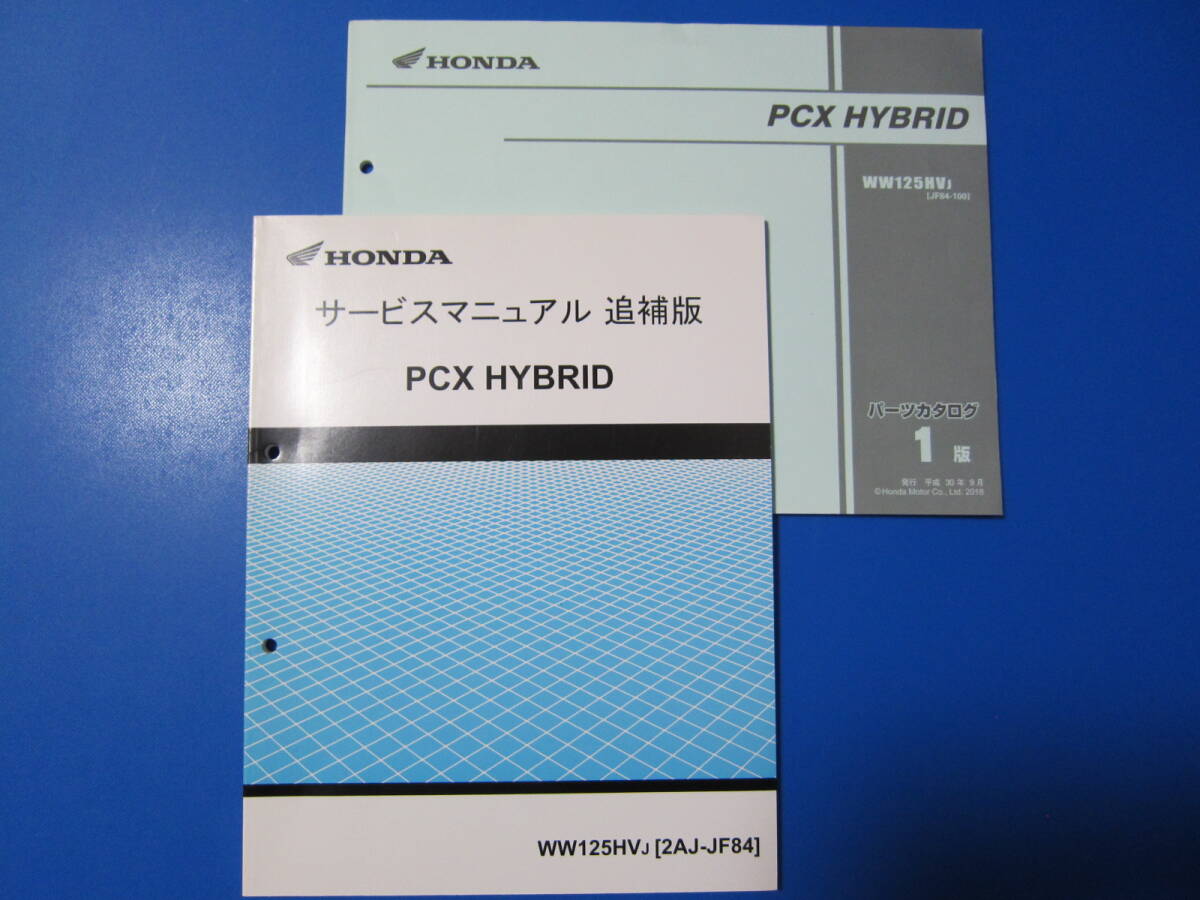 HONDA
PCX HYBRID
WW125HVJ
[JF84-100]
パーツカタログ
1版
発行 平成 30年 9月
©Honda Motor Co., Ltd. 2018
HONDA
サービスマニュアル 追補版
PCX HYBRID
WW125HVJ [2AJ-JF84]